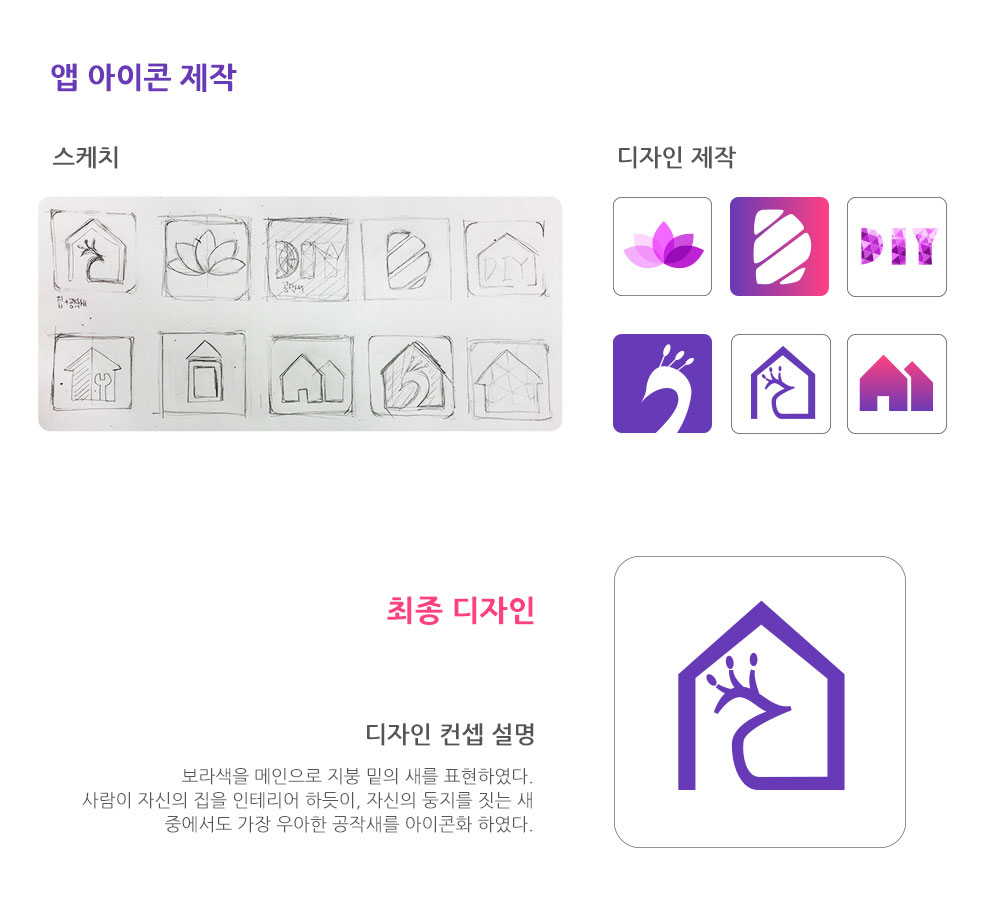 앱 아이콘 제작
스케치
디자인 제작
DIY
공작새
DIY
집+공작새
DIY
최종 디자인
디자인 컨셉 설명
보라색을 메인으로 지붕 밑의 새를 표현하였다.
사람이 자신의 집을 인테리어 하듯이, 자신의 둥지를 짓는 새
중에서도 가장 우아한 공작새를 아이콘화 하였다.